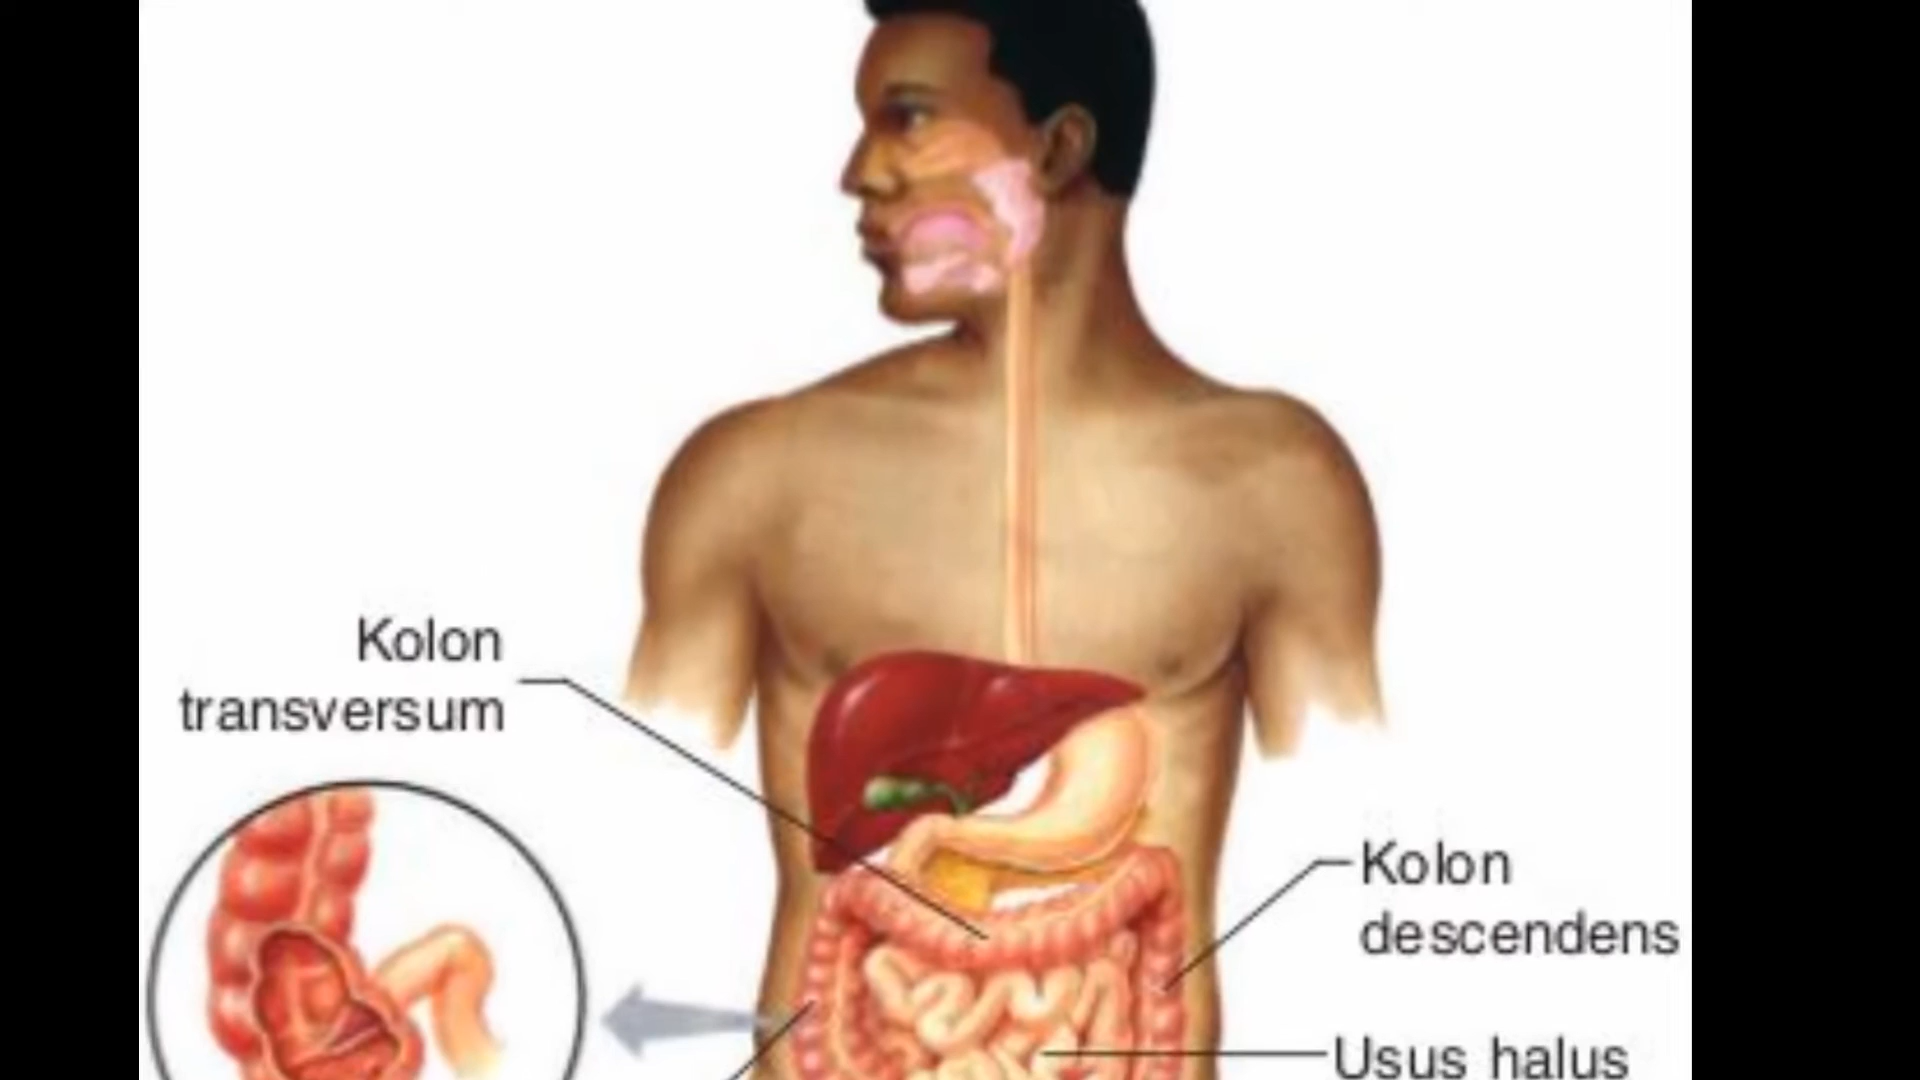 Kolon
transversum
Kolon
descendens
Usus halus